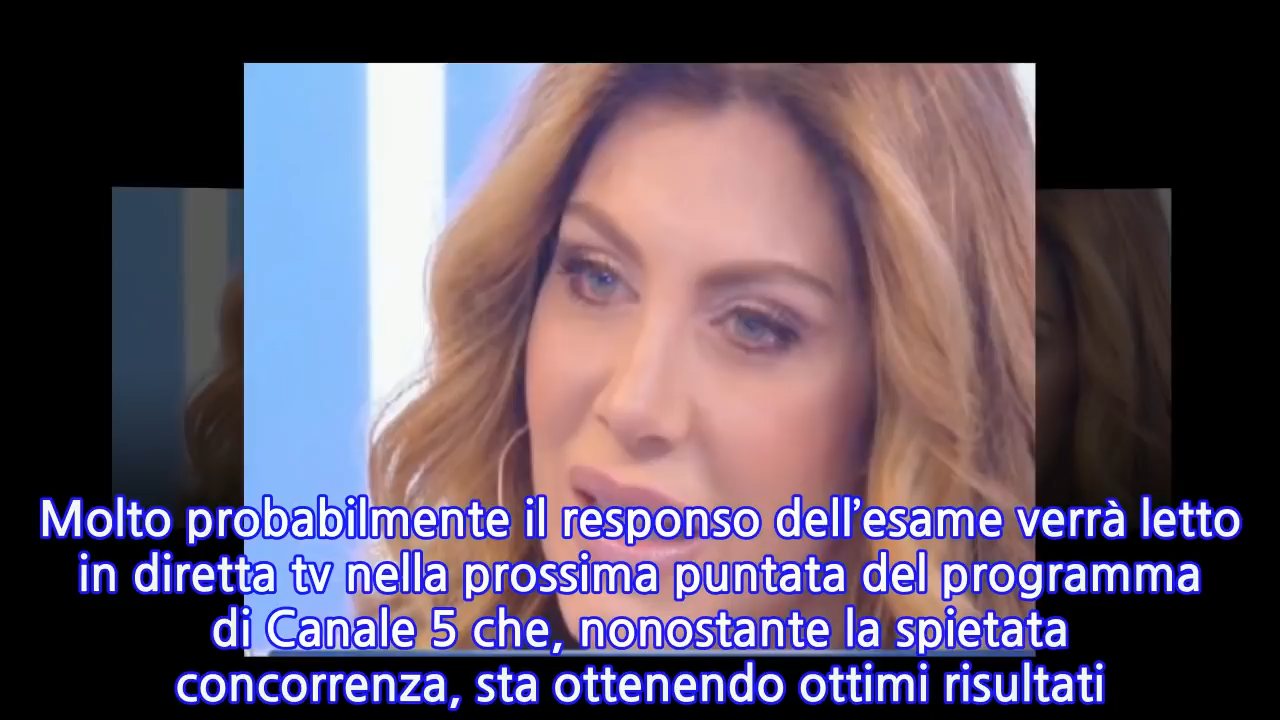 Molto probabilmente il responso dell’esame verrà letto
in diretta tv nella prossima puntata del programma
di Canale 5 che, nonostante la spietata
concorrenza, sta ottenendo ottimi risultati